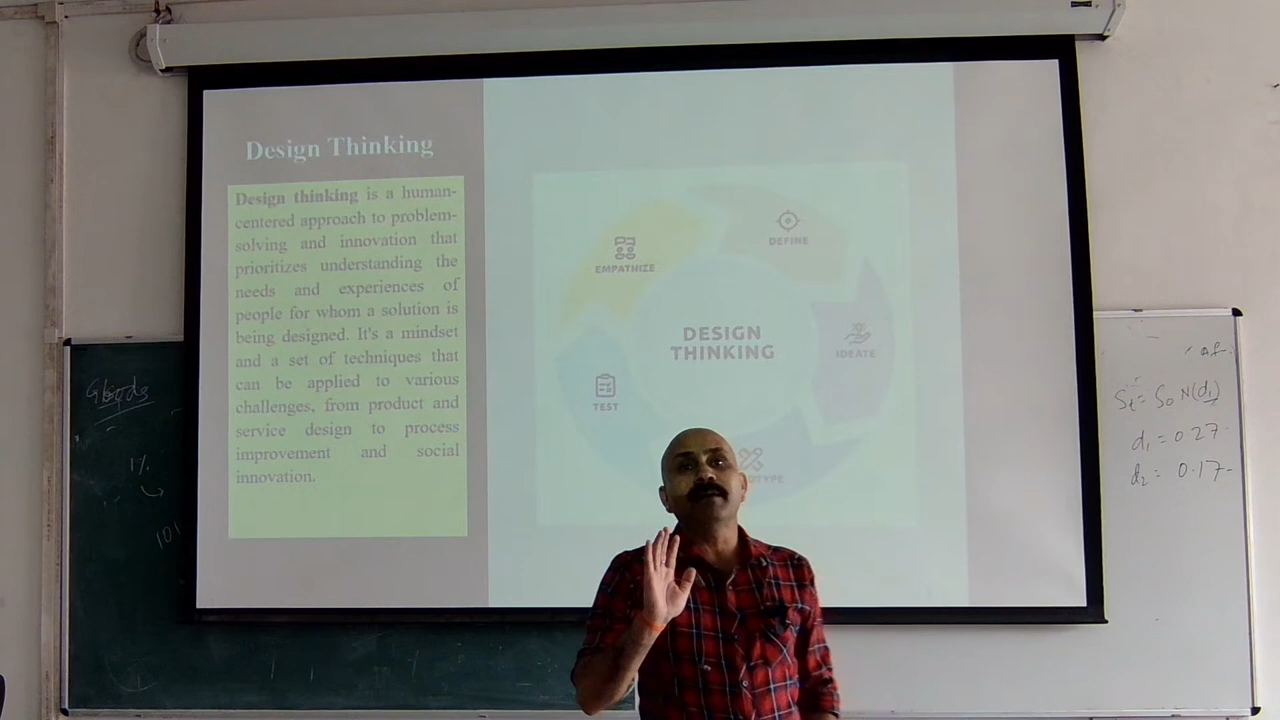 Design Thinking
Design thinking is a human-
centered approach to problem-
solving and innovation that
prioritizes understanding the
needs and experiences of
people for whom a solution is
being designed. It's a mindset
and a set of techniques that
can be applied to various
challenges, from product and
service design to process
improvement and social
innovation.
EMPATHIZE
DEFINE
IDEATE
TEST
DESIGN
THINKING
1%
101
St = So N(d1)
d1 = 0.27
d2 = 0.17